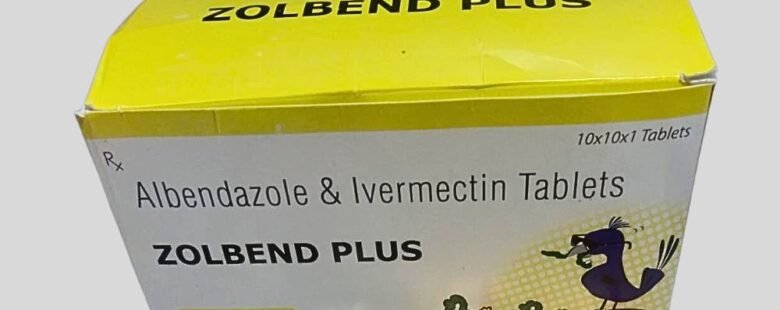 ZOLBEND PLUS
10x10x1 Tablets
Rx
Albendazole & Ivermectin Tablets
ZOLBEND PLUS